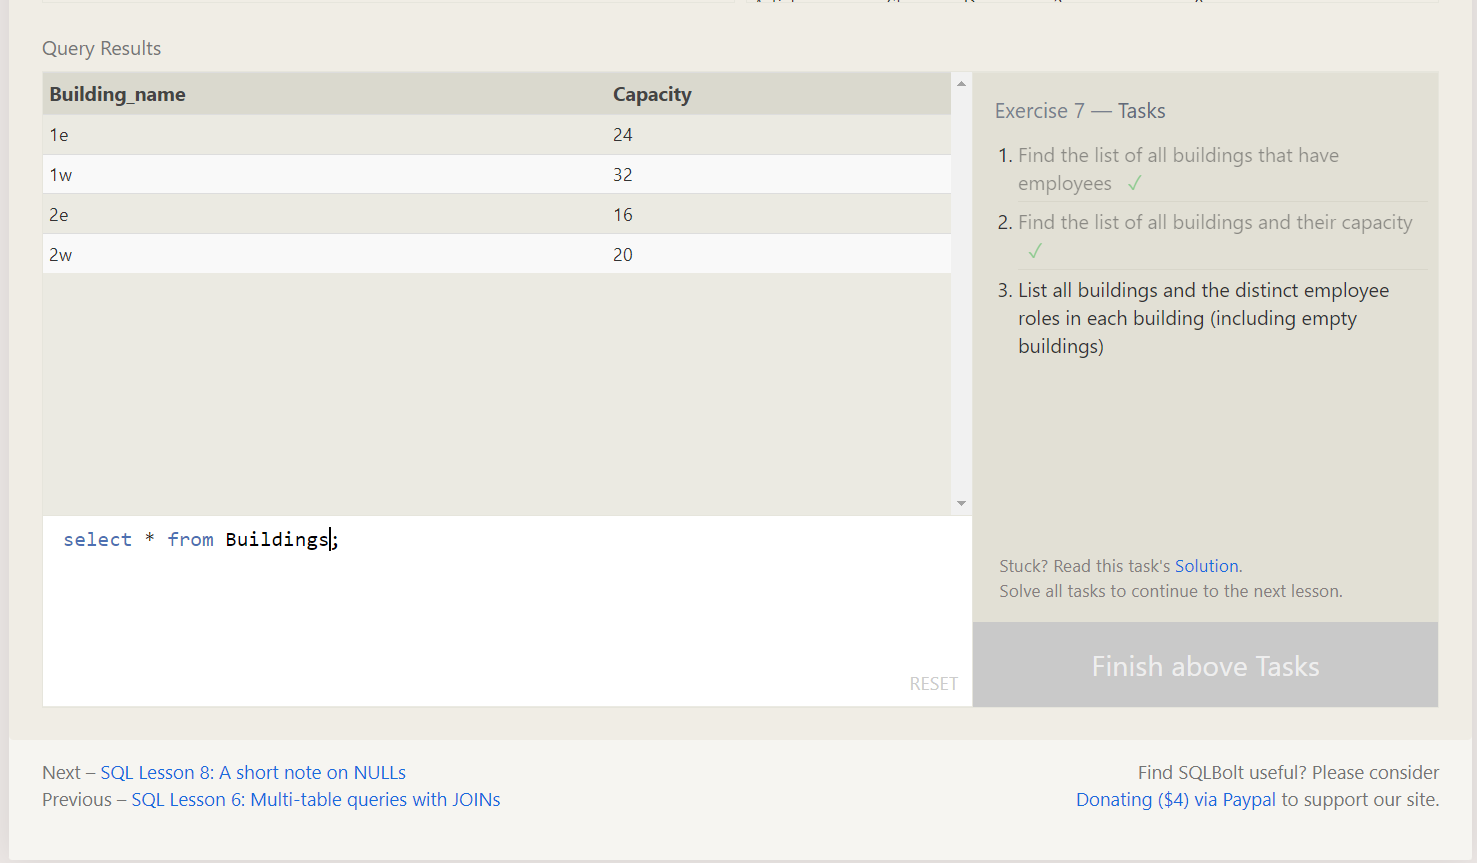 Query Results
Building_name Capacity
1e 24
1w 32
2e 16
2w 20
select * from Buildings;
RESET
Exercise 7 — Tasks
1. Find the list of all buildings that have
employees ✓
2. Find the list of all buildings and their capacity
✓
3. List all buildings and the distinct employee
roles in each building (including empty
buildings)
Stuck? Read this task's Solution.
Solve all tasks to continue to the next lesson.
Finish above Tasks
Next – SQL Lesson 8: A short note on NULLs
Previous – SQL Lesson 6: Multi-table queries with JOINs
Find SQLBolt useful? Please consider
Donating ($4) via Paypal to support our site.